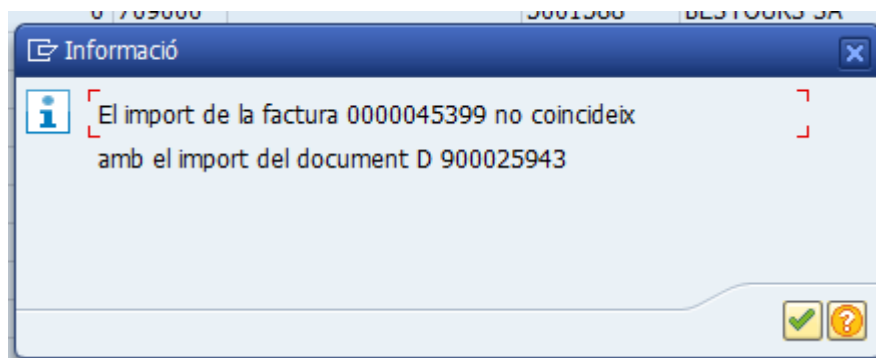 Informació
El import de la factura 0000045399 no coincideix
amb el import del document D 900025943